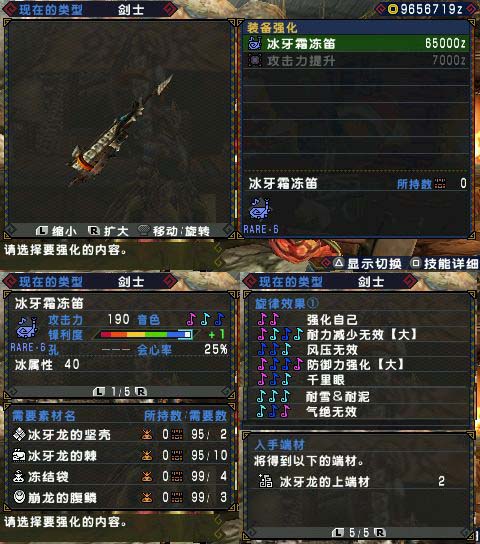 现在的类型 剑士
9656719z
装备强化
冰牙霜冻笛 65000z
攻击力提升 7000z
冰牙霜冻笛 所持数 0
RARE-6
L 缩小 R 扩大 移动/旋转
请选择要强化的内容。
△显示切换 □技能详细
现在的类型 剑士
冰牙霜冻笛
攻击力 190 音色
锋利度 +1
RARE-6 孔 --- 会心率 25%
冰属性 40
L 1/5 R
需要素材名 所持数/需要数
冰牙龙的坚壳 0 95/ 2
冰牙龙的棘 0 95/10
冻结袋 0 99/ 4
崩龙的腹鳞 0 99/ 3
请选择要强化的内容。
现在的类型 剑士
旋律效果①
强化自己
耐力减少无效【大】
风压无效
防御力强化【大】
千里眼
耐雪&耐泥
气绝无效
入手端材
将得到以下的端材。
冰牙龙的上端材 2
L 5/5 R